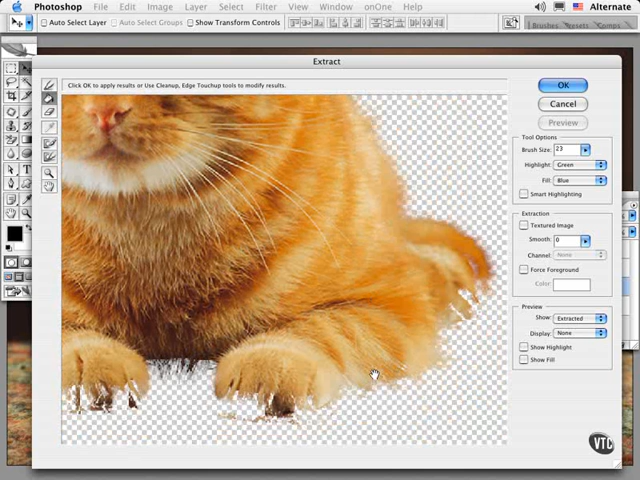 Photoshop File Edit Image Layer Select Filter View Window onOne Help Alternate
Auto Select Layer Auto Select Groups Show Transform Controls Brushes Comps
Extract
Click OK to apply results or Use Cleanup, Edge Touchup tools to modify results.
OK
Cancel
Preview
Tool Options
Brush Size: 23
Highlight: Green
Fill: Blue
Smart Highlighting
Extraction
Textured Image
Smooth: 0
Channel: None
Force Foreground
Color:
Preview
Show: Extracted
Display: None
Show Highlight
Show Fill
VTC